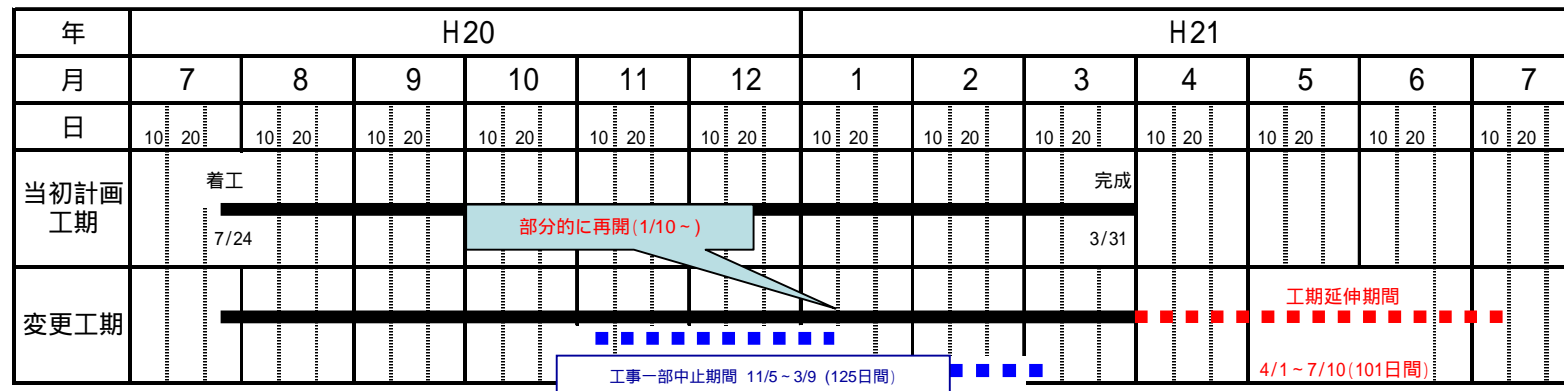 年 H20 H21
月 7 8 9 10 11 12 1 2 3 4 5 6 7
日 10 20 10 20 10 20 10 20 10 20 10 20 10 20 10 20 10 20 10 20 10 20 10 20 10 20
当初計画
工期
着工 完成
部分的に再開(1/10~)
7/24 3/31
変更工期
工期延伸期間
工事一部中止期間 11/5~3/9 (125日間)
4/1~7/10(101日間)